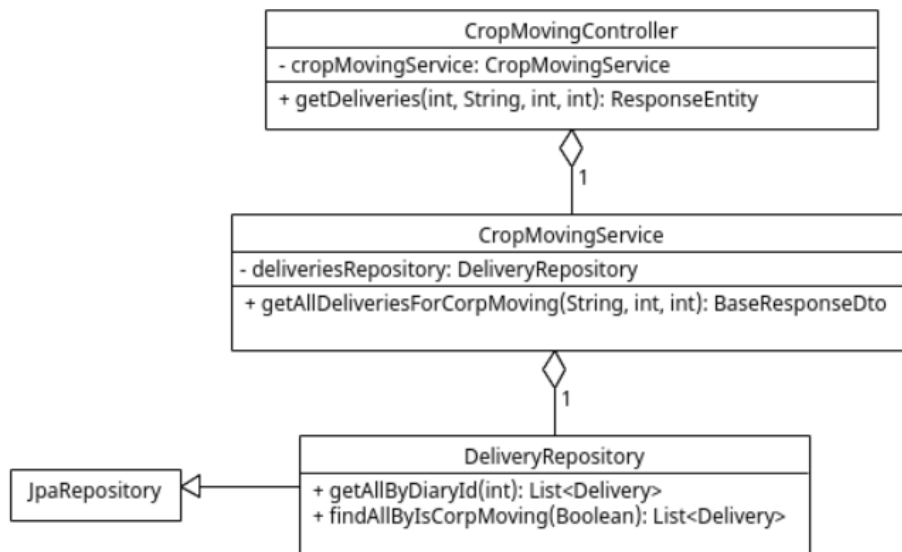 CropMovingController
- cropMovingService: CropMovingService
+ getDeliveries(int, String, int, int): ResponseEntity
1
CropMovingService
- deliveriesRepository: DeliveryRepository
+ getAllDeliveriesForCorpMoving(String, int, int): BaseResponseDto
1
DeliveryRepository
JpaRepository
+ getAllByDiaryId(int): List<Delivery>
+ findAllByIsCorpMoving(Boolean): List<Delivery>